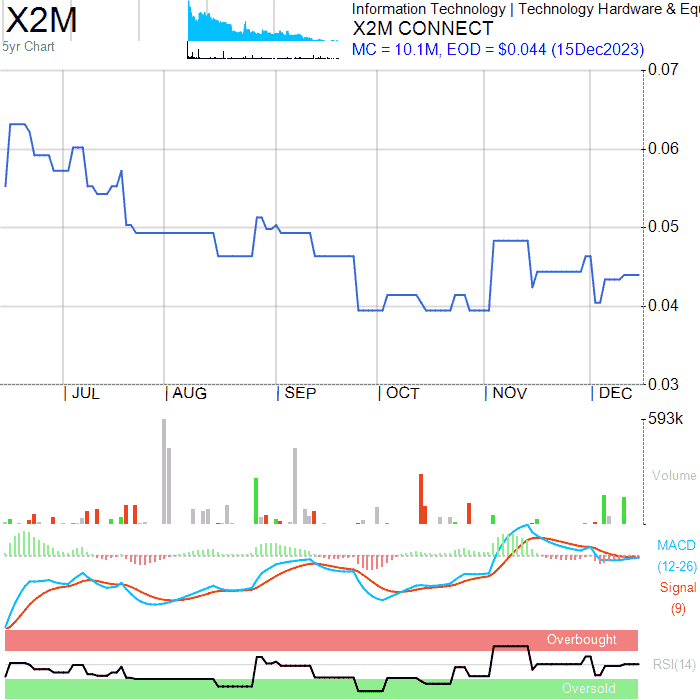 X2M
Information Technology | Technology Hardware & Equ
X2M CONNECT
5yr Chart
MC = 10.1M, EOD = $0.044 (15Dec2023)
0.07
0.06
0.05
0.04
0.03
| JUL | AUG | SEP | OCT | NOV | DEC
593k
Volume
MACD
(12-26)
Signal
(9)
Overbought
RSI(14)
Oversold